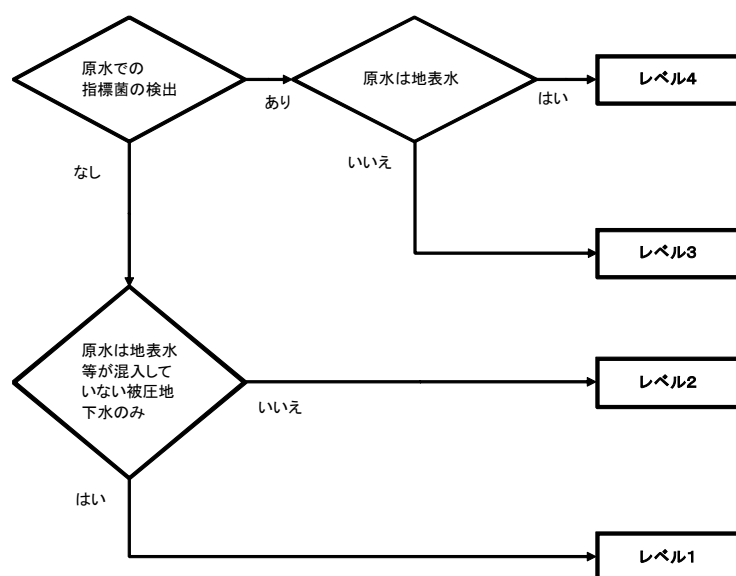 原水での
指標菌の検出
あり
原水は地表水
はい
レベル4
なし
いいえ
レベル3
原水は地表水
等が混入して
いない被圧地
下水のみ
いいえ
レベル2
はい
レベル1